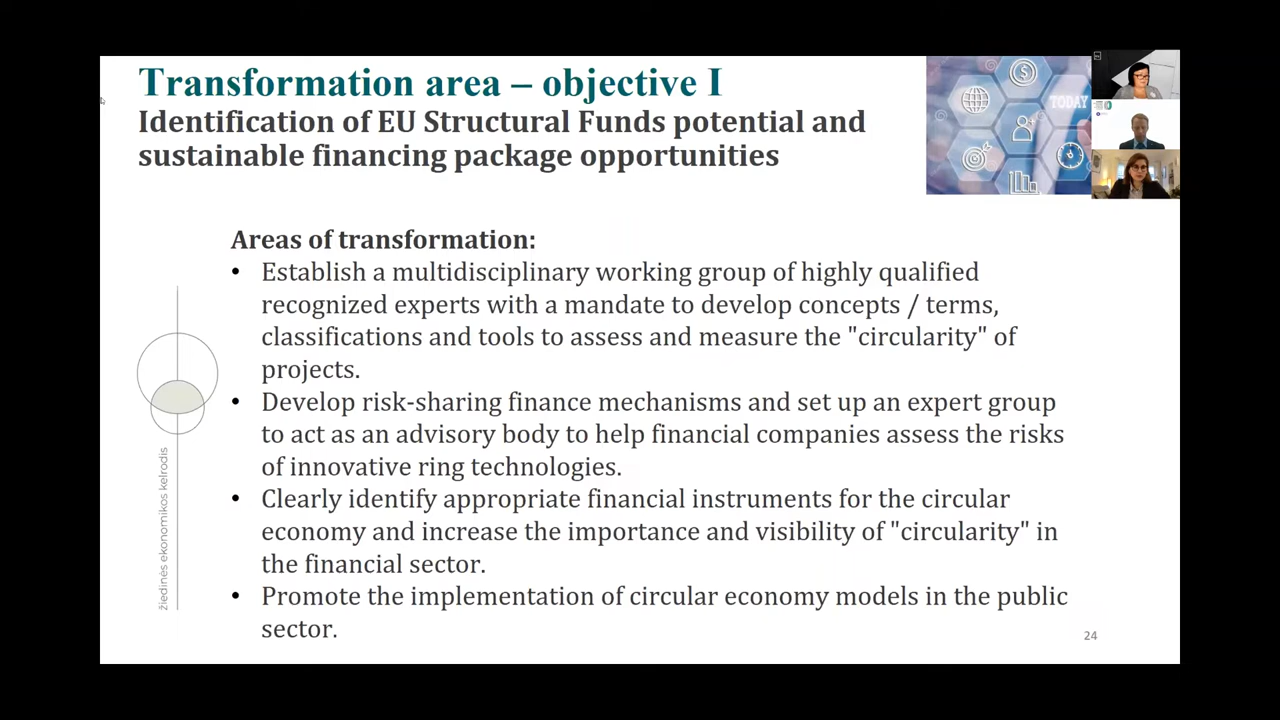 Transformation area – objective I
Identification of EU Structural Funds potential and
sustainable financing package opportunities
TODAY
Areas of transformation:
• Establish a multidisciplinary working group of highly qualified
recognized experts with a mandate to develop concepts / terms,
classifications and tools to assess and measure the "circularity" of
projects.
• Develop risk-sharing finance mechanisms and set up an expert group
to act as an advisory body to help financial companies assess the risks
of innovative ring technologies.
• Clearly identify appropriate financial instruments for the circular
economy and increase the importance and visibility of "circularity" in
the financial sector.
• Promote the implementation of circular economy models in the public
sector.
žiedinės ekonomikos kelrodis
24